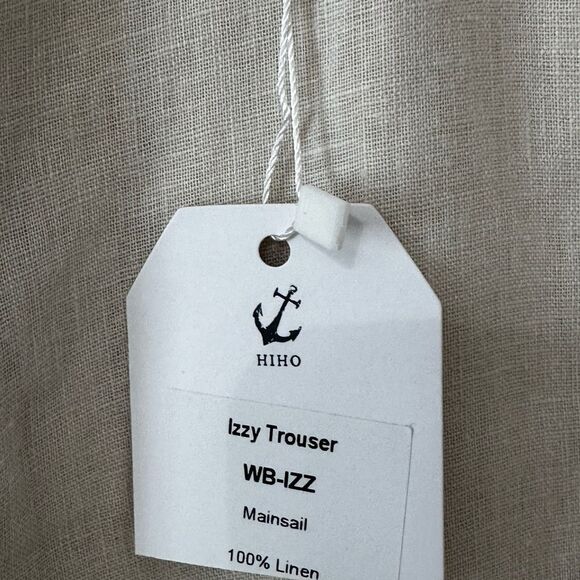 HIHO
Izzy Trouser
WB-IZZ
Mainsail
100% Linen